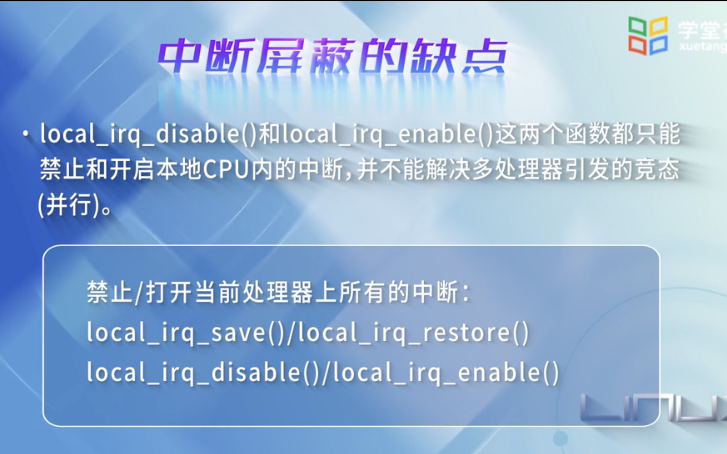 学堂在
xuetang
中断屏蔽的缺点
• local_irq_disable()和local_irq_enable()这两个函数都只能
禁止和开启本地CPU内的中断,并不能解决多处理器引发的竞态
(并行)。
禁止/打开当前处理器上所有的中断:
local_irq_save()/local_irq_restore()
local_irq_disable()/local_irq_enable()
LINUX